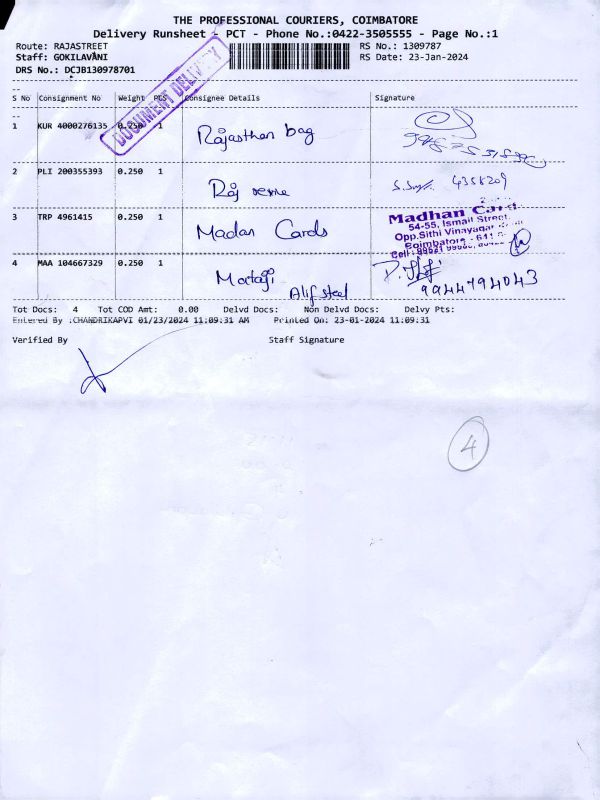 THE PROFESSIONAL COURIERS, COIMBATORE
Delivery Runsheet - PCT - Phone No.:0422-3505555 - Page No.:1
Route: RAJASTREET
Staff: GOKILAVANI
DRS No.: DCJB130978701
RS No.: 1309787
RS Date: 23-Jan-2024
DOCUMENT DELIVERY
S No Consignment No Weight PCS Consignee Details Signature
1 KUR 4000276135 0.250 1 Rajasthan bag
2 PLI 200355393 0.250 1 Raj 4358209
3 TRP 4961415 0.250 1 Madan Cards
Madhan Card
54-55, Ismail Street
Opp.Sithi Vinayagar
Coimbatore - 641
Cell :
4 MAA 104667329 0.250 1 Mataji
Alif steel
9944794043
Tot Docs: 4 Tot COD Amt: 0.00 Delvd Docs: Non Delvd Docs: Delvy Pts:
Entered By :CHANDRIKAPVI 01/23/2024 11:09:31 AM Printed On: 23-01-2024 11:09:31
Verified By Staff Signature
4